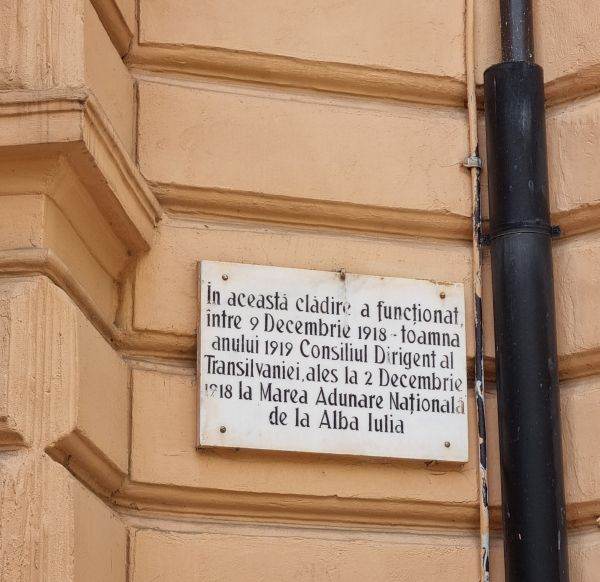 În această clădire a funcționat,
între 9 Decembrie 1918 - toamna
anului 1919 Consiliul Dirigent al
Transilvaniei, ales la 2 Decembrie
1918 la Marea Adunare Națională
de la Alba Iulia